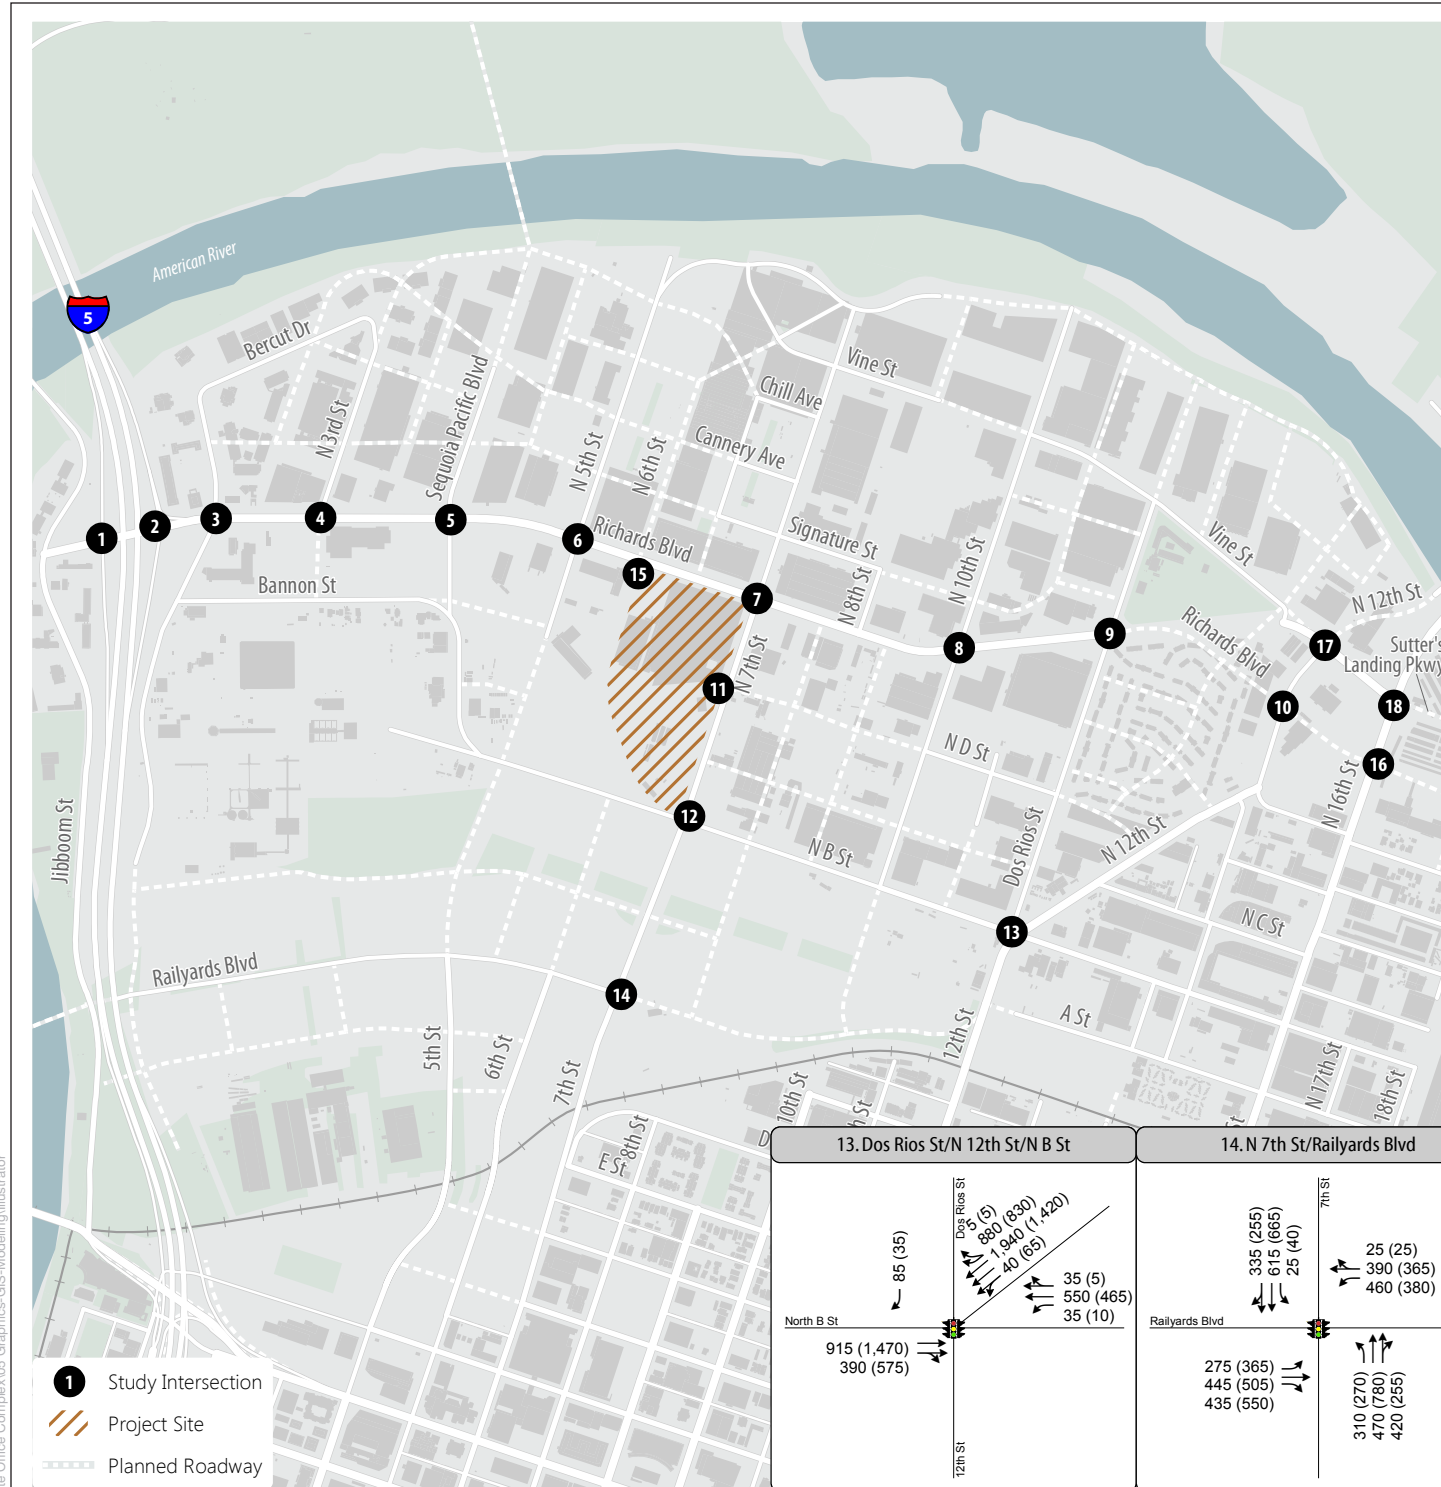 American River
5
Bercut Dr
N 3rd St
Sequoia Pacific Blvd
N 5th St
N 6th St
Vine St
Chill Ave
Cannery Ave
Signature St
Richards Blvd
N 8th St
N 10th St
Vine St
N 12th St
Richards Blvd
Sutter's
Landing Pkwy
Bannon St
N 7th St
1
2
3
4
5
6
15
7
8
9
17
10
18
11
16
12
13
14
N D St
N 16th St
Dos Rios St
N 12th St
N B St
N C St
Jibboom St
Railyards Blvd
5th St
6th St
7th St
12th St
A St
N 17th St
18th St
10th St
8th St
E St
D
St
13. Dos Rios St/N 12th St/N B St
Dos Rios St
5 (5)
880 (830)
1,940 (1,420)
40 (65)
85 (35)
35 (5)
550 (465)
35 (10)
North B St
915 (1,470)
390 (575)
12th St
14. N 7th St/Railyards Blvd
7th St
335 (255)
615 (665)
25 (40)
25 (25)
390 (365)
460 (380)
Railyards Blvd
275 (365)
445 (505)
435 (550)
310 (270)
470 (780)
420 (255)
1 Study Intersection
Project Site
Planned Roadway